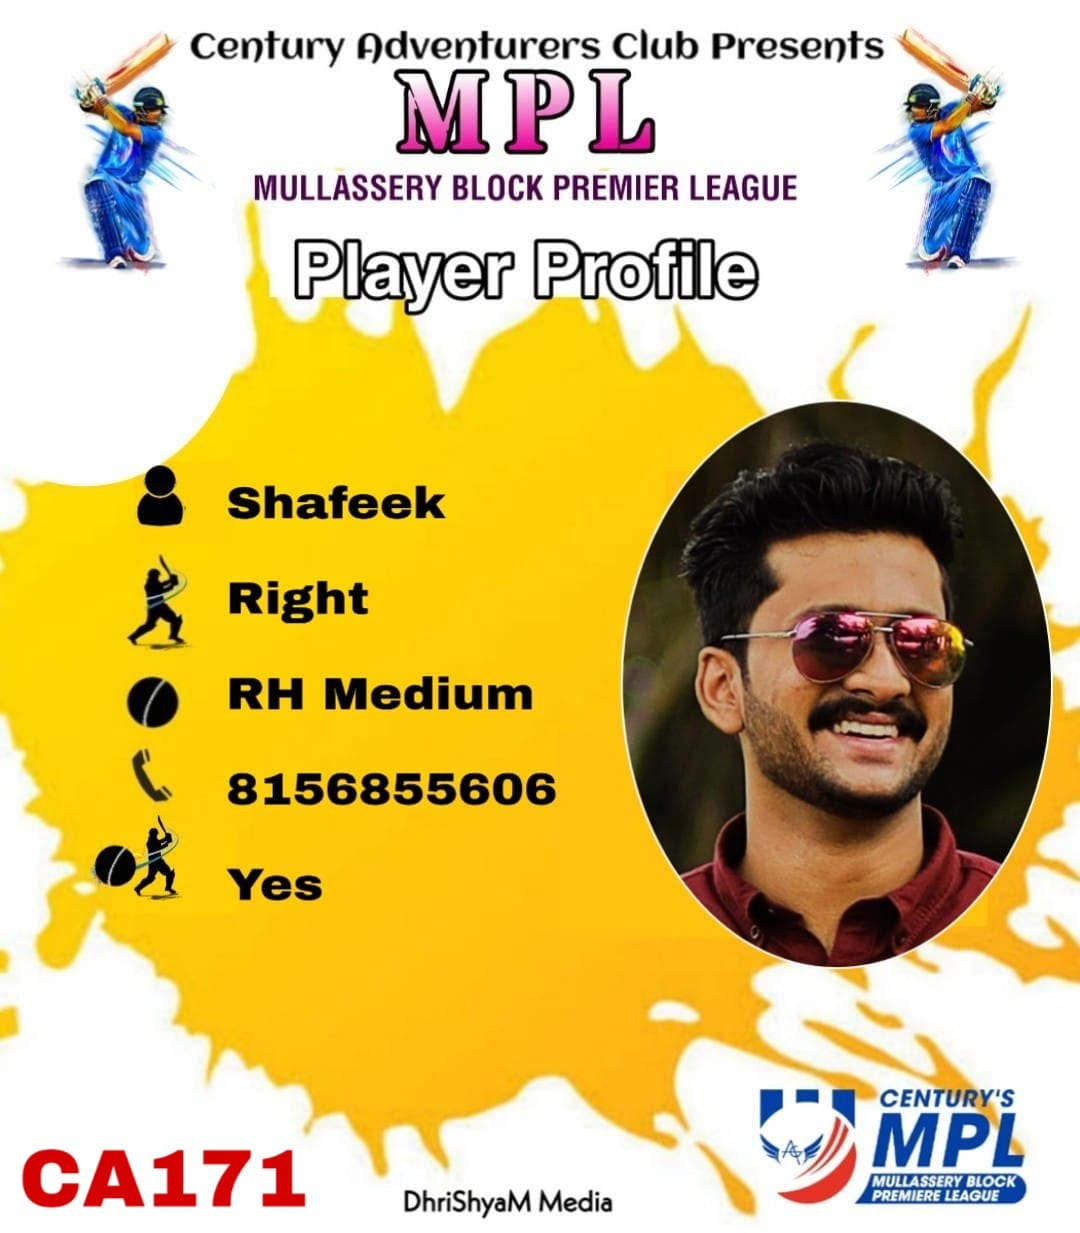 Century Adventurers Club Presents
MPL
MULLASSERY BLOCK PREMIER LEAGUE
Player Profile
Shafeek
Right
RH Medium
8156855606
Yes
CENTURY'S
MPL
MULLASSERY BLOCK
PREMIERE LEAGUE
CA171
DhriShyaM Media